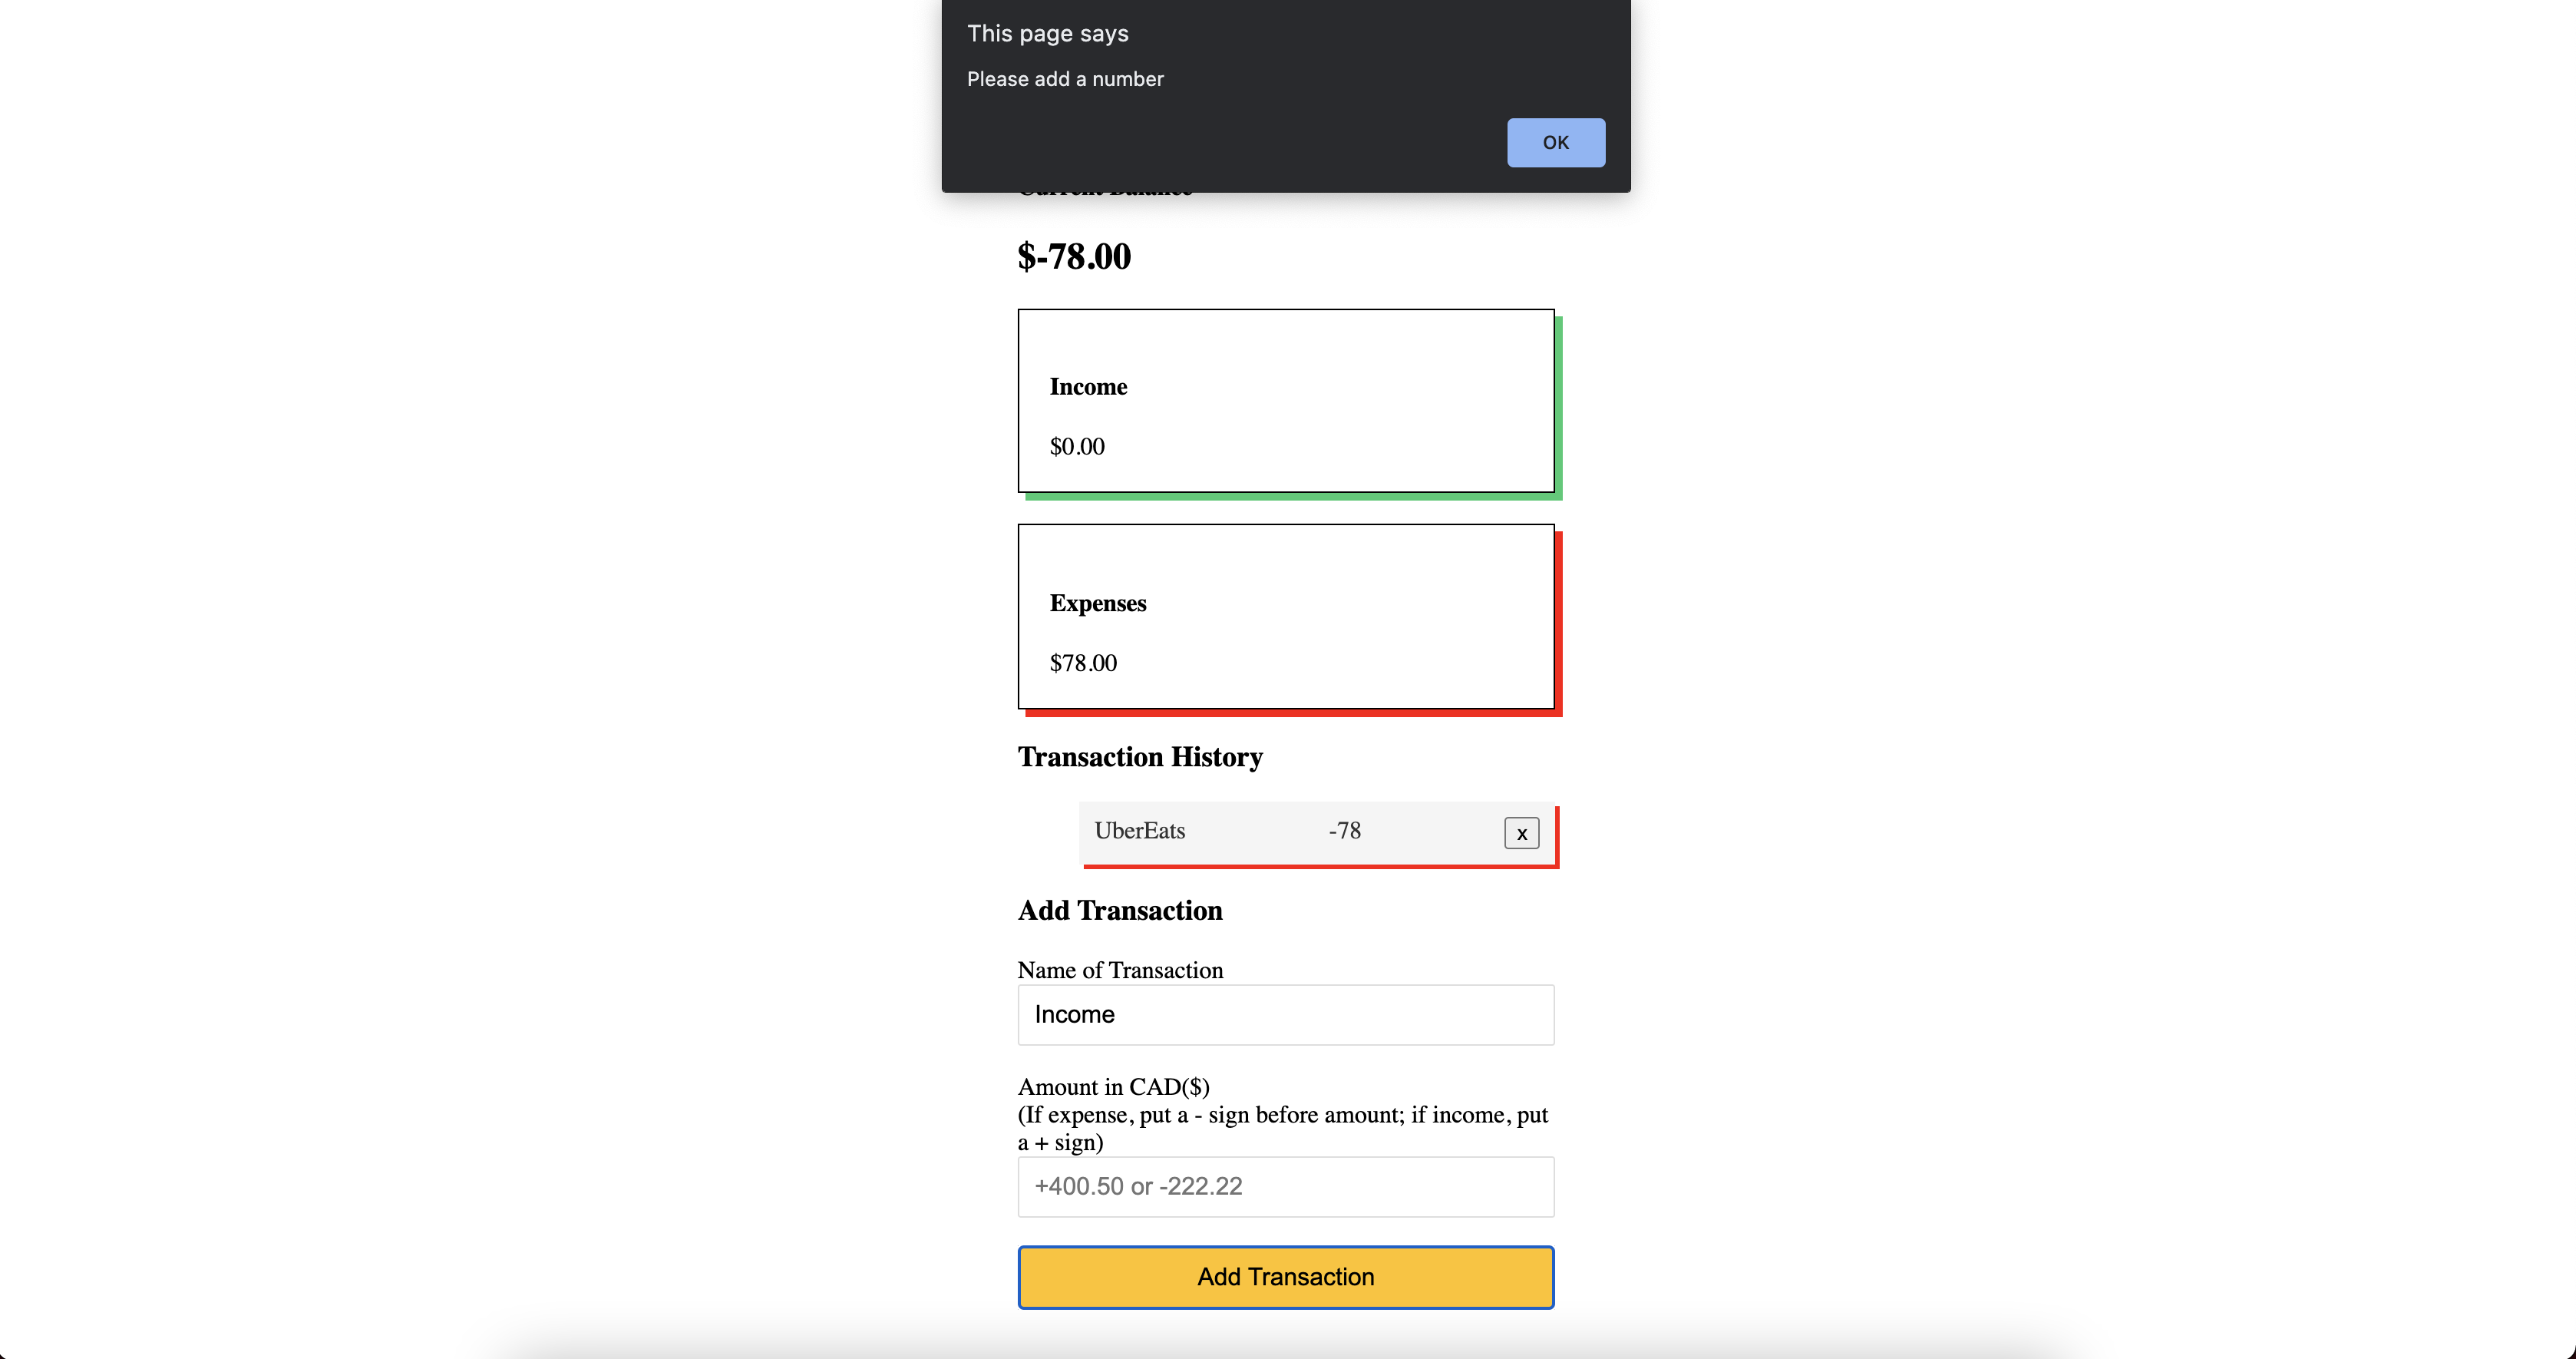 This page says
Please add a number
OK
Current Balance
$-78.00
Income
$0.00
Expenses
$78.00
Transaction History
UberEats -78 x
Add Transaction
Name of Transaction
Income
Amount in CAD($)
(If expense, put a - sign before amount; if income, put
a + sign)
+400.50 or -222.22
Add Transaction